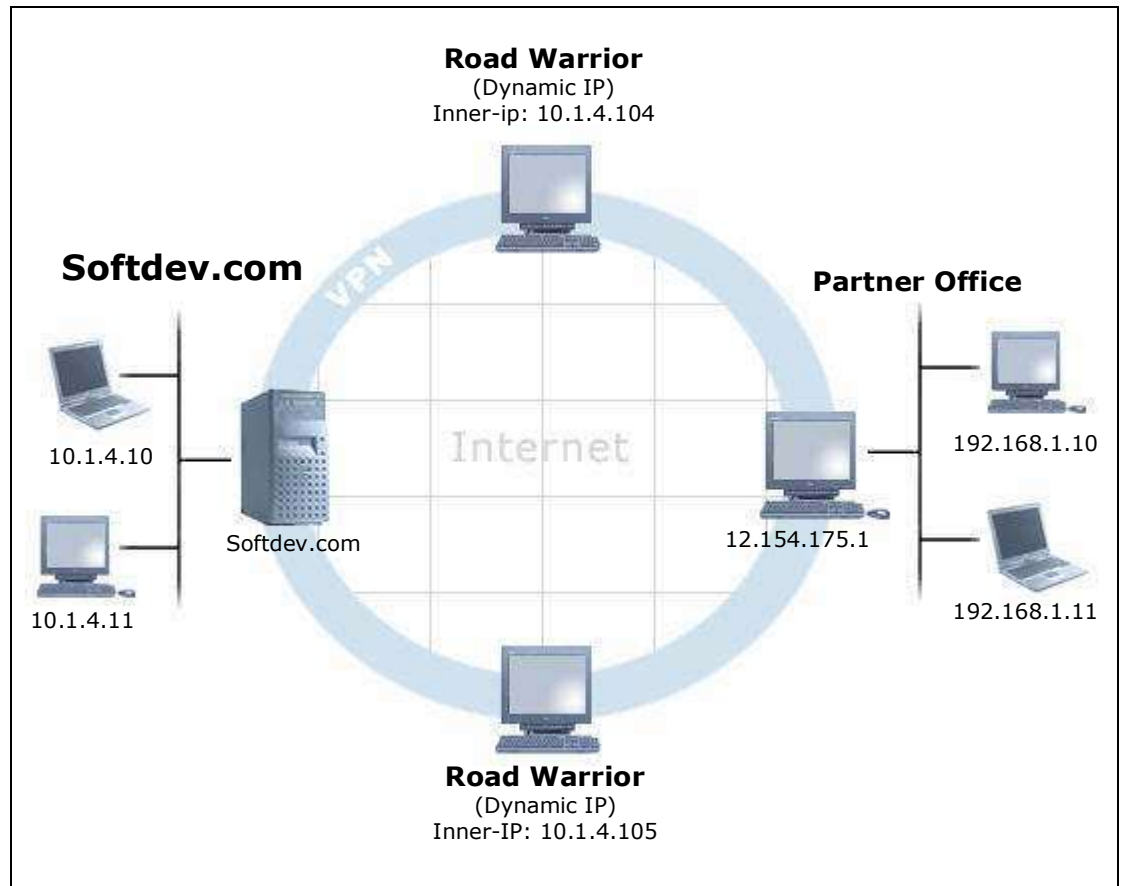 Road Warrior
(Dynamic IP)
Inner-ip: 10.1.4.104
VPN
Softdev.com
Partner Office
10.1.4.10
Internet
192.168.1.10
Softdev.com
12.154.175.1
10.1.4.11
192.168.1.11
Road Warrior
(Dynamic IP)
Inner-IP: 10.1.4.105